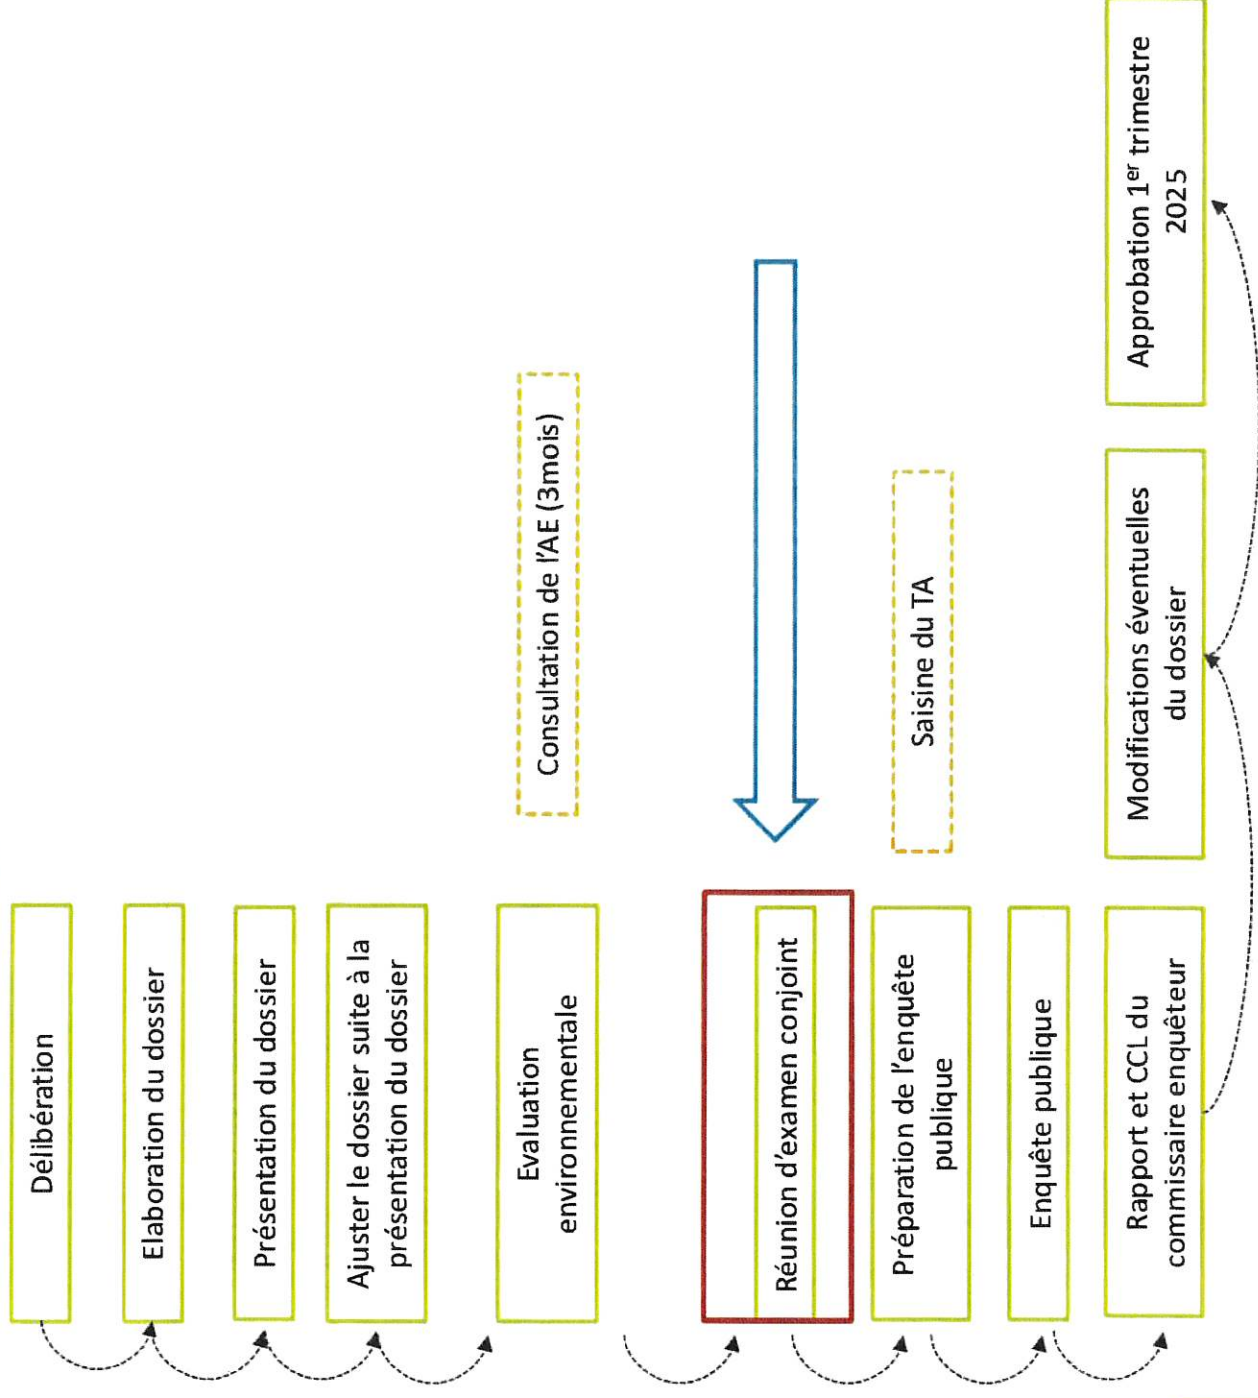 Délibération
Elaboration du dossier
Présentation du dossier
Ajuster le dossier suite à la
présentation du dossier
Evaluation
environnementale
Consultation de l'AE (3mois)
Réunion d'examen conjoint
Préparation de l'enquête
publique
Saisine du TA
Enquête publique
Rapport et CCL du
commissaire enquêteur
Modifications éventuelles
du dossier
Approbation 1er trimestre
2025